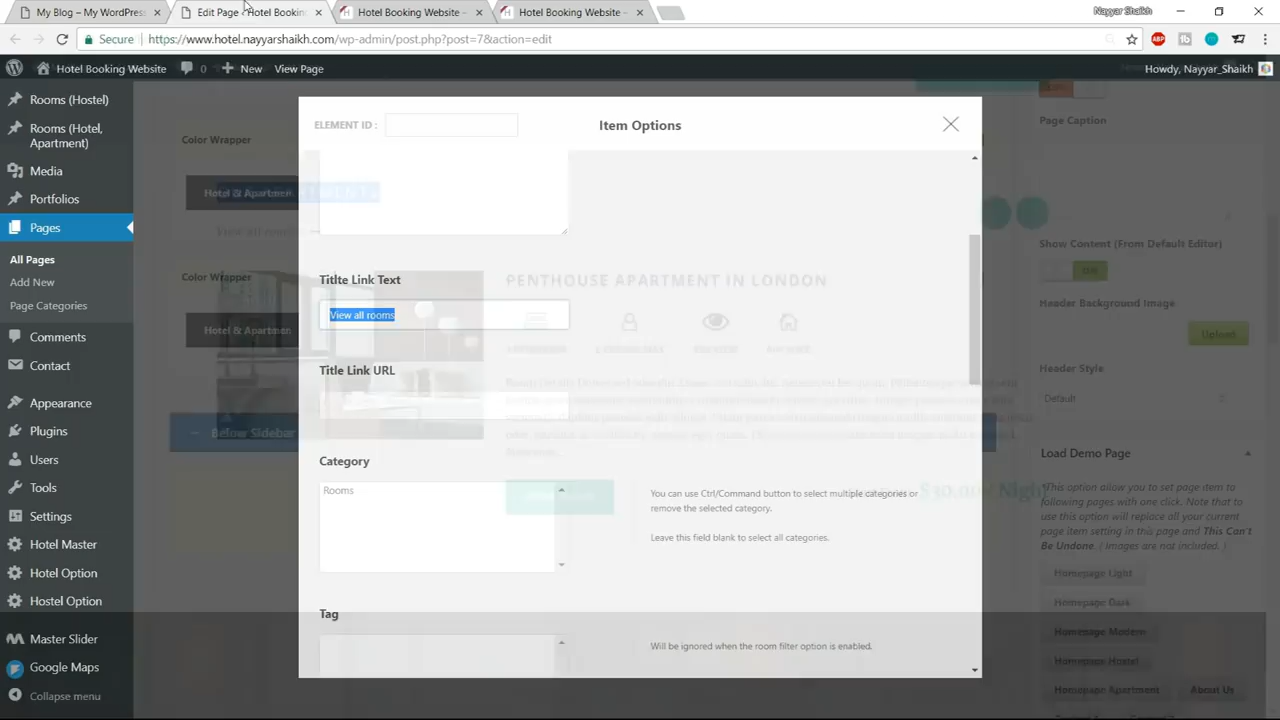 My Blog – My WordPress
Edit Page ‹ Hotel Bookin
Hotel Booking Website –
Hotel Booking Website –
Nayyar Shaikh
Secure
https://www.hotel.nayyarshaikh.com/wp-admin/post.php?post=7&action=edit
Hotel Booking Website
0
New
View Page
Howdy, Nayyar_Shaikh
Rooms (Hostel)
Rooms (Hotel, Apartment)
Media
Portfolios
Pages
All Pages
Add New
Page Categories
Comments
Contact
Appearance
Plugins
Users
Tools
Settings
Hotel Master
Hotel Option
Hostel Option
Master Slider
Google Maps
Collapse menu
Color Wrapper
Hotel & Apartmen
Color Wrapper
Hotel & Apartmen
Below Sidebar
ELEMENT ID :
Item Options
Titlte Link Text
View all rooms
Title Link URL
PENTHOUSE APARTMENT IN LONDON
Category
Rooms
You can use Ctrl/Command button to select multiple categories or
remove the selected category.
Leave this field blank to select all categories.
Tag
Will be ignored when the room filter option is enabled.
Page Caption
Show Content (From Default Editor)
ON
Header Background Image
Upload
Header Style
Default
Load Demo Page
*This option allow you to set page item to
following pages with one click. Note that to
use this option will replace all your current
page item setting in this page and This Can't
Be Undone. ( Images are not included. )
Homepage Light
Homepage Dark
Homepage Modern
Homepage Hostel
Homepage Apartment
About Us